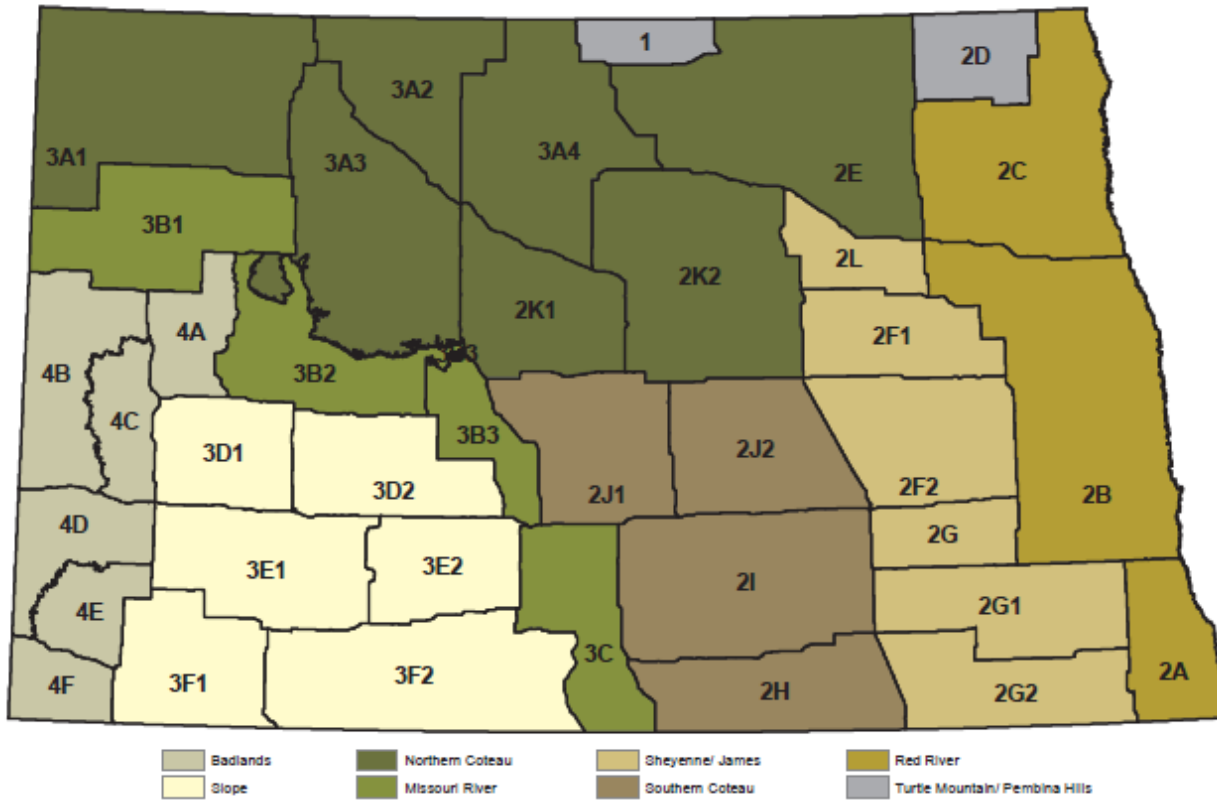 1
2D
3A2
3A1
3A3
3A4
2E
2C
3B1
2L
2K2
2K1
4A
2F1
4B
3B2
4C
3B3
3D1
2J2
3D2
2J1
2F2
2B
4D
2G
3E1
3E2
2I
4E
2G1
3C
2A
4F
3F1
3F2
2H
2G2
Badlands Northern Coteau Sheyenne/ James Red River
Slope Missouri River Southern Coteau Turtle Mountain/ Pembina Hills